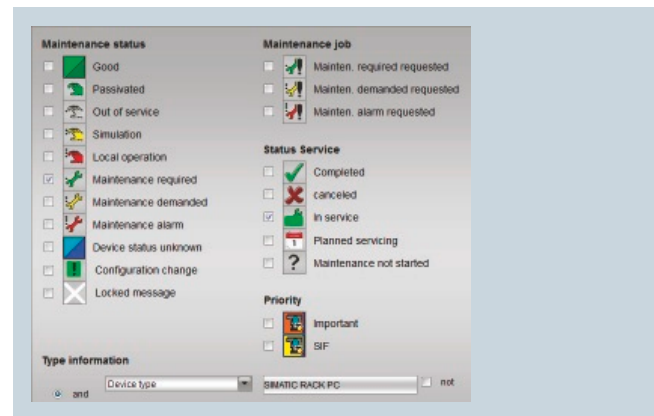 Maintenance status
Good
Passivated
Out of service
Simulation
Local operation
Maintenance required
Maintenance demanded
Maintenance alarm
Device status unknown
Configuration change
Locked message
Maintenance job
Mainten. required requested
Mainten. demanded requested
Mainten. alarm requested
Status Service
Completed
canceled
In service
1
Planned servicing
?
Maintenance not started
Priority
Important
SIF
Type information
and
Device type
SIMATIC RACK PC
not